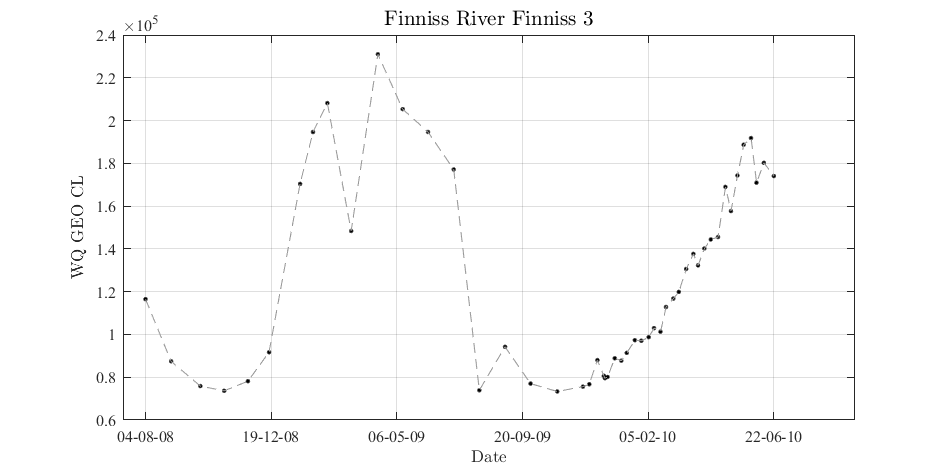 Finniss River Finniss 3
×10⁵
2.4
2.2
2
1.8
1.6
1.4
1.2
1
0.8
0.6
WQ GEO CL
04-08-08 19-12-08 06-05-09 20-09-09 05-02-10 22-06-10
Date